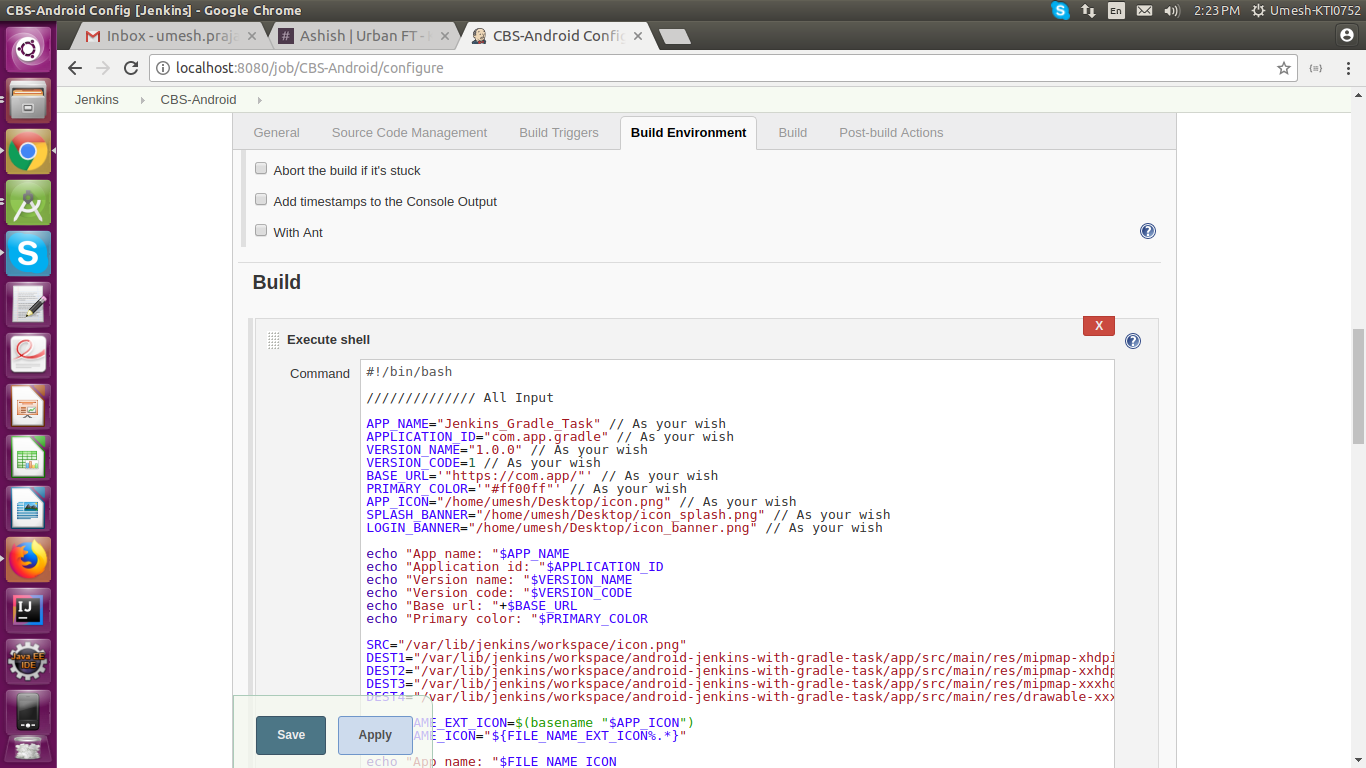 CBS-Android Config [Jenkins] - Google Chrome
En
2:23 PM
Umesh-KTI0752
Inbox - umesh.praja
# Ashish | Urban FT -
CBS-Android Config
localhost:8080/job/CBS-Android/configure
Jenkins
CBS-Android
General
Source Code Management
Build Triggers
Build Environment
Build
Post-build Actions
Abort the build if it's stuck
Add timestamps to the Console Output
With Ant
Build
Execute shell
X
Command
#!/bin/bash
////////////// All Input
APP_NAME="Jenkins_Gradle_Task" // As your wish
APPLICATION_ID="com.app.gradle" // As your wish
VERSION_NAME="1.0.0" // As your wish
VERSION_CODE=1 // As your wish
BASE_URL='"https://com.app/"' // As your wish
PRIMARY_COLOR='"#ff00ff"' // As your wish
APP_ICON="/home/umesh/Desktop/icon.png" // As your wish
SPLASH_BANNER="/home/umesh/Desktop/icon_splash.png" // As your wish
LOGIN_BANNER="/home/umesh/Desktop/icon_banner.png" // As your wish
echo "App name: "$APP_NAME
echo "Application id: "$APPLICATION_ID
echo "Version name: "$VERSION_NAME
echo "Version code: "$VERSION_CODE
echo "Base url: "+$BASE_URL
echo "Primary color: "$PRIMARY_COLOR
SRC="/var/lib/jenkins/workspace/icon.png"
DEST1="/var/lib/jenkins/workspace/android-jenkins-with-gradle-task/app/src/main/res/mipmap-xhdpi
DEST2="/var/lib/jenkins/workspace/android-jenkins-with-gradle-task/app/src/main/res/mipmap-xxhdp
DEST3="/var/lib/jenkins/workspace/android-jenkins-with-gradle-task/app/src/main/res/mipmap-xxxhd
DEST4="/var/lib/jenkins/workspace/android-jenkins-with-gradle-task/app/src/main/res/drawable-xxx
AME_EXT_ICON=$(basename "$APP_ICON")
AME_ICON="${FILE_NAME_EXT_ICON%.*}"
echo "App name: "$FILE_NAME_ICON
Save
Apply
IJ
Java EE
IDE